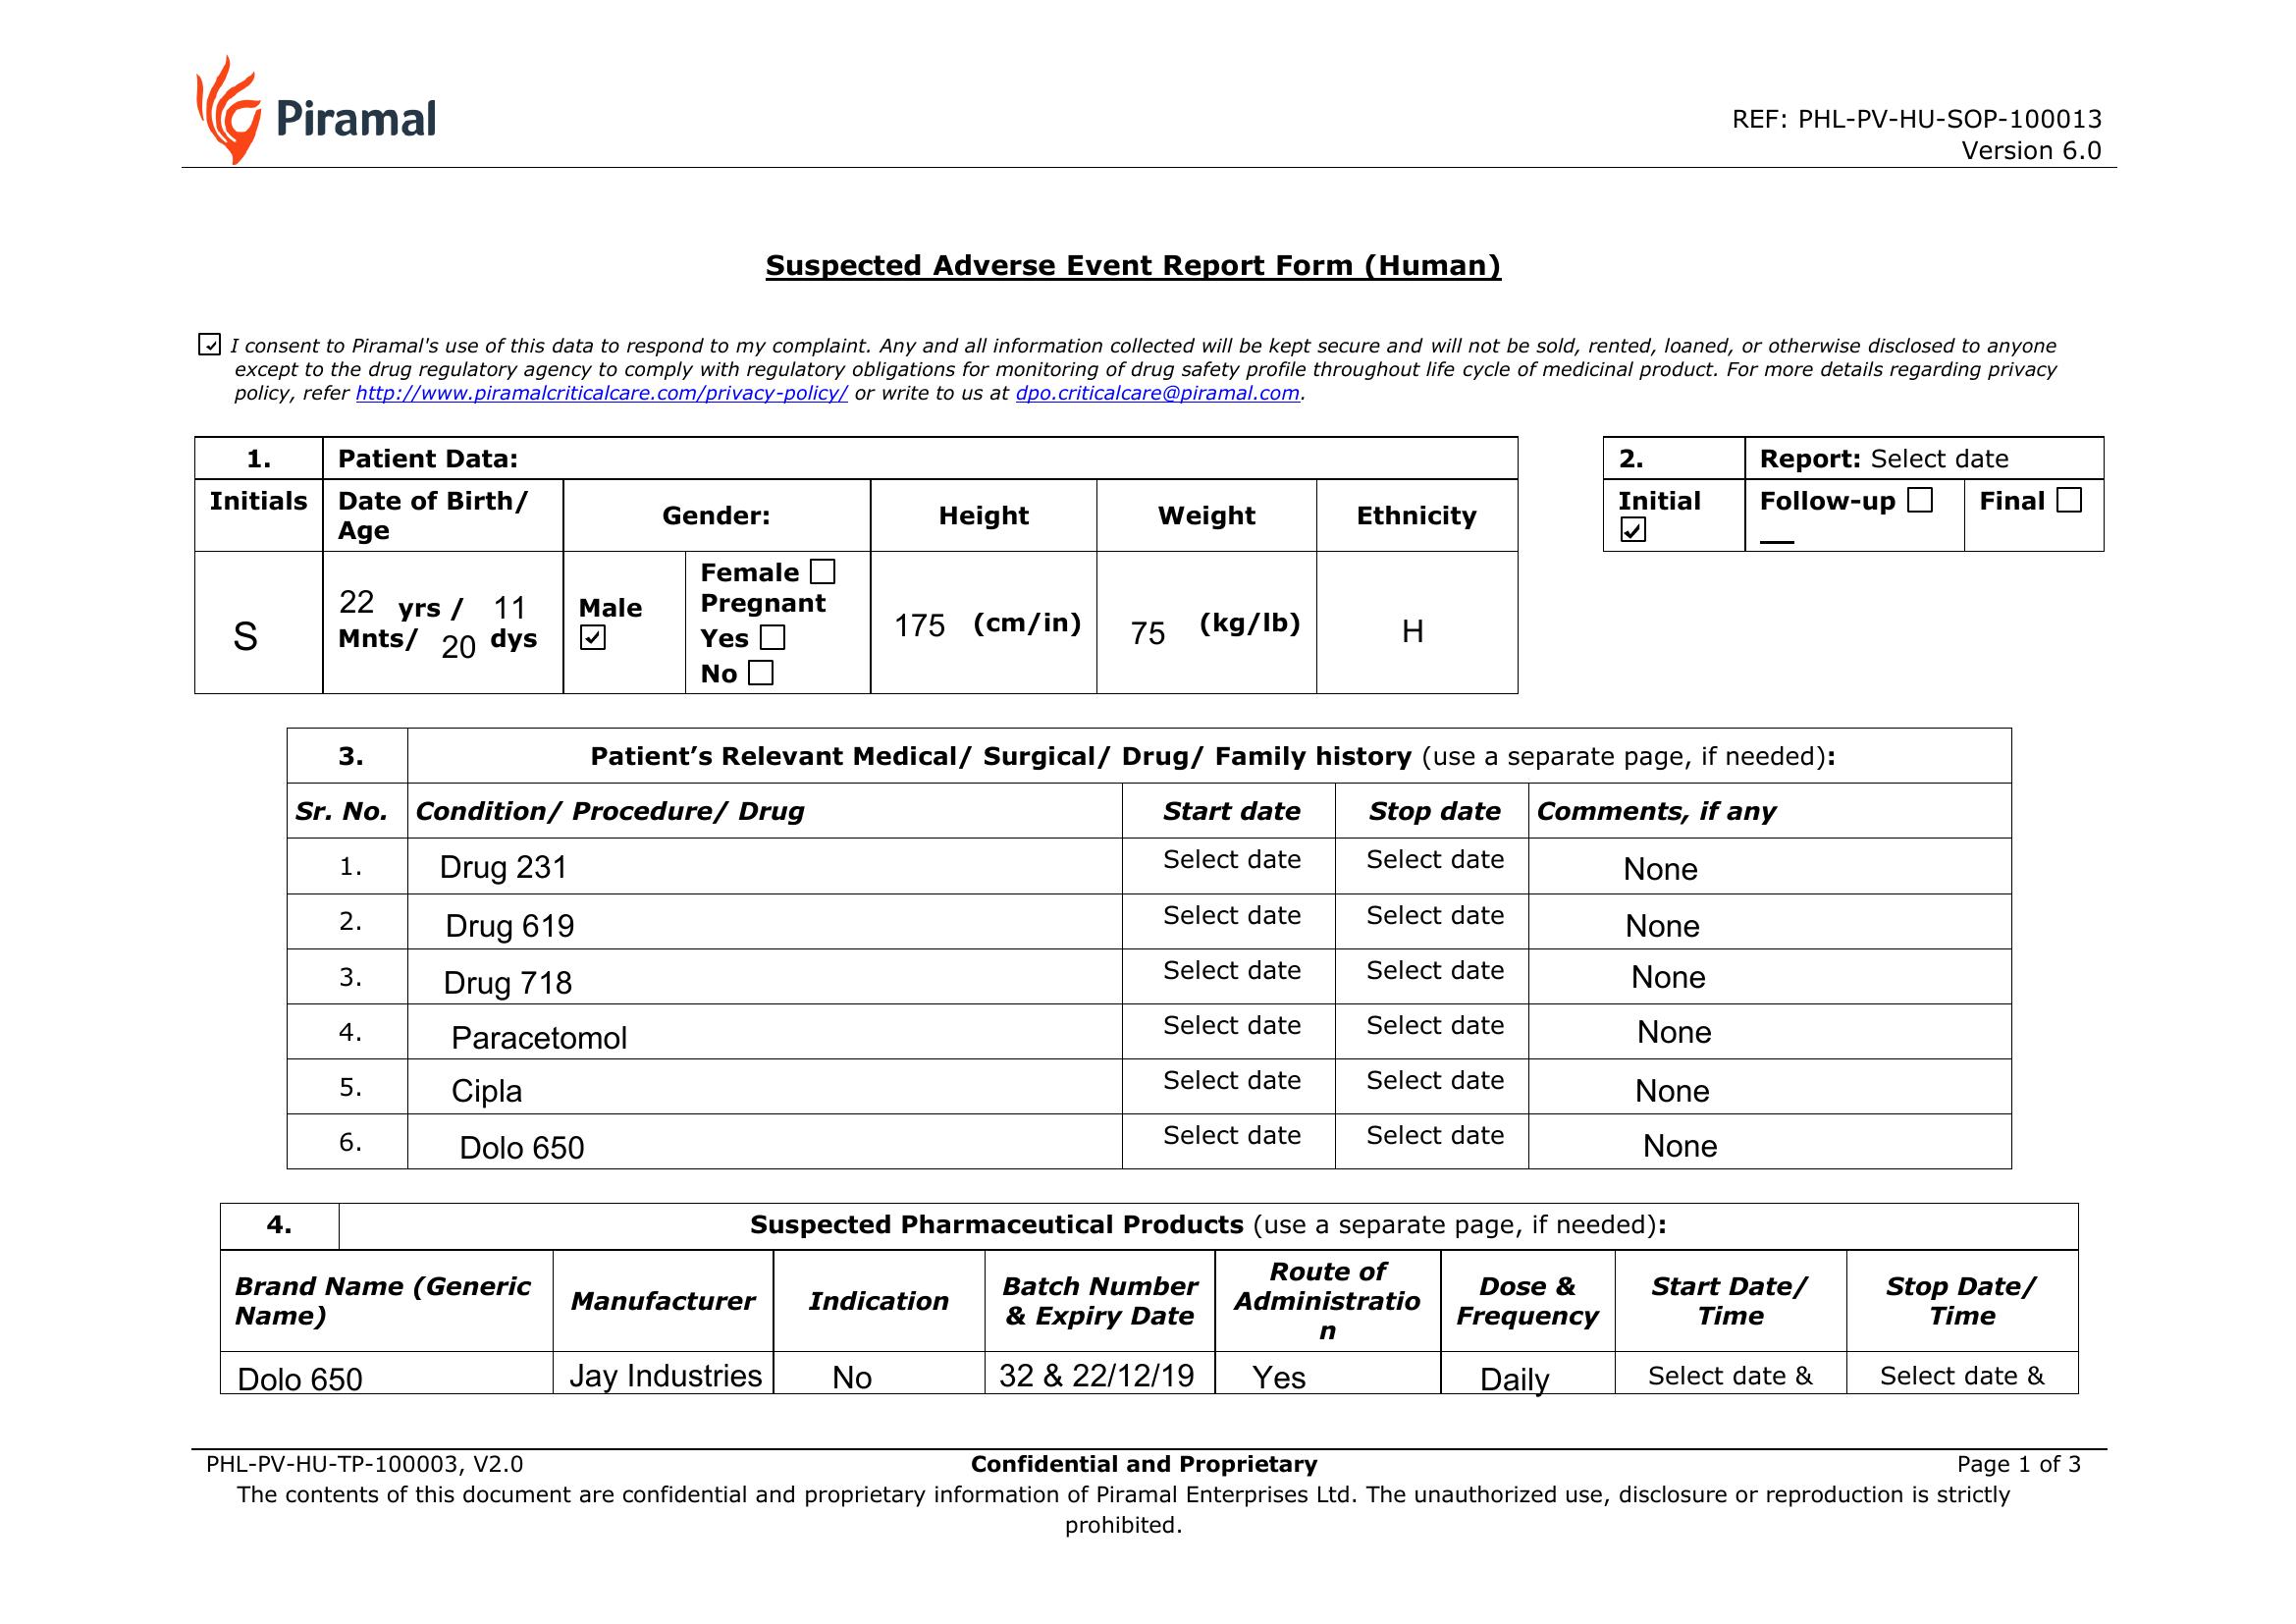 Piramal
REF: PHL-PV-HU-SOP-100013
Version 6.0
Suspected Adverse Event Report Form (Human)
I consent to Piramal's use of this data to respond to my complaint. Any and all information collected will be kept secure and will not be sold, rented, loaned, or otherwise disclosed to anyone
except to the drug regulatory agency to comply with regulatory obligations for monitoring of drug safety profile throughout life cycle of medicinal product. For more details regarding privacy
policy, refer http://www.piramalcriticalcare.com/privacy-policy/ or write to us at dpo.criticalcare@piramal.com.
1. Patient Data:
Initials Date of Birth/ Age Gender: Height Weight Ethnicity
S 22 yrs / 11 Mnts/ 20 dys Male Female Pregnant Yes No 175 (cm/in) 75 (kg/lb) H
2. Report: Select date
Initial Follow-up __ Final
3. Patient’s Relevant Medical/ Surgical/ Drug/ Family history (use a separate page, if needed):
Sr. No. Condition/ Procedure/ Drug Start date Stop date Comments, if any
1. Drug 231 Select date Select date None
2. Drug 619 Select date Select date None
3. Drug 718 Select date Select date None
4. Paracetomol Select date Select date None
5. Cipla Select date Select date None
6. Dolo 650 Select date Select date None
4. Suspected Pharmaceutical Products (use a separate page, if needed):
Brand Name (Generic Name) Manufacturer Indication Batch Number & Expiry Date Route of Administratio n Dose & Frequency Start Date/ Time Stop Date/ Time
Dolo 650 Jay Industries No 32 & 22/12/19 Yes Daily Select date & Select date &
PHL-PV-HU-TP-100003, V2.0 Confidential and Proprietary Page 1 of 3
The contents of this document are confidential and proprietary information of Piramal Enterprises Ltd. The unauthorized use, disclosure or reproduction is strictly
prohibited.